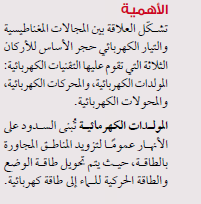 الأهمية
تشكّل العلاقة بين المجالات المغناطيسية
والتيار الكهربائي حجر الأساس للأركان
الثلاثة التي تقوم عليها التقنيات الكهربائية:
المولدات الكهربائية، والمحركات الكهربائية،
والمحولات الكهربائية.
المولدات الكهرمائية تُبنى السدود على
الأنهار عمومًا لتزويد المناطق المجاورة
بالطاقة، حيث يتم تحويل طاقة الوضع
والطاقة الحركية للماء إلى طاقة كهربائية.